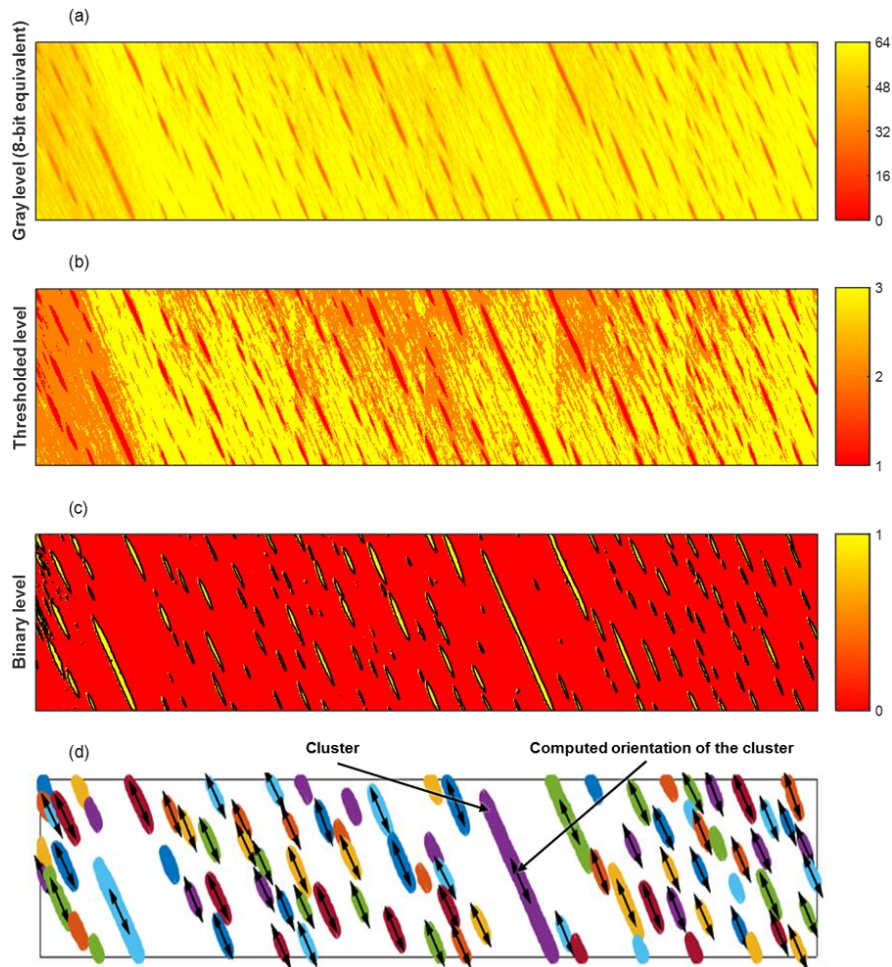 (a)
Gray level (8-bit equivalent)
64
48
32
16
0
(b)
Thresholded level
3
2
1
(c)
Binary level
1
0
(d)
Cluster
Computed orientation of the cluster